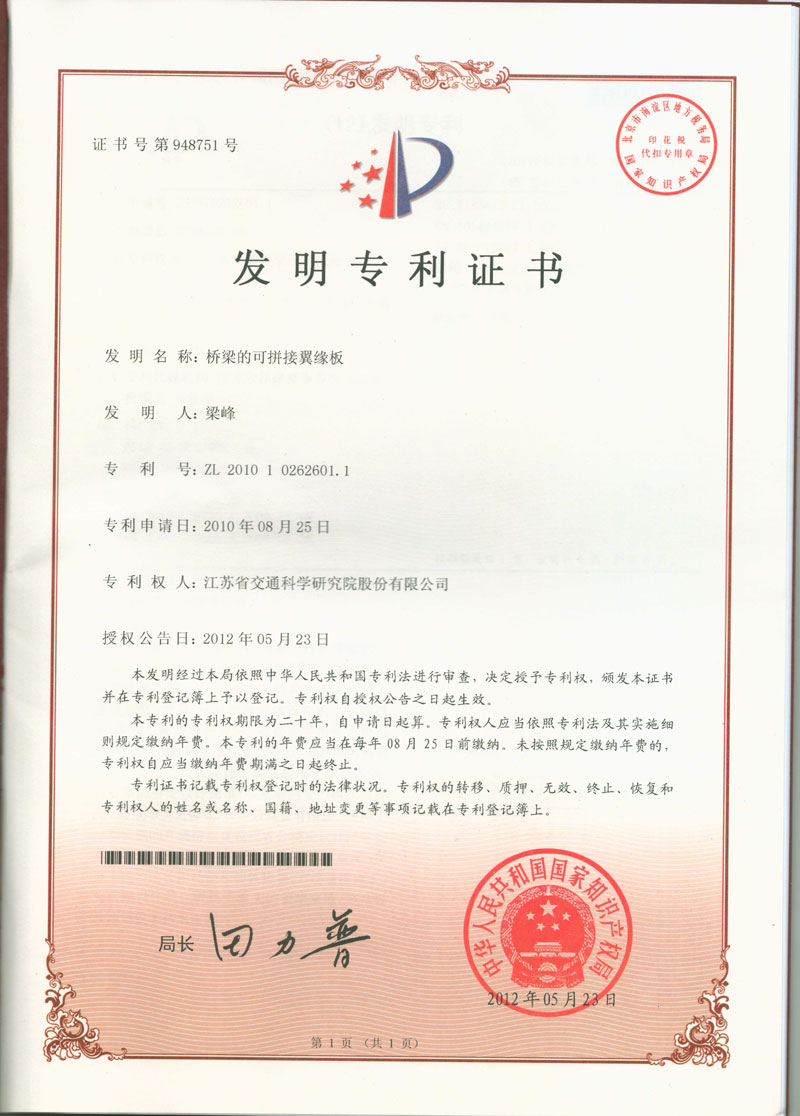 证书号第948751号
北京市海淀区地方税务局
印花税
代扣专用章
国家知识产权局
发明专利证书
发明名称：桥梁的可拼接翼缘板
发明人：梁峰
专利号：ZL 2010 1 0262601.1
专利申请日：2010年08月25日
专利权人：江苏省交通科学研究院股份有限公司
授权公告日：2012年05月23日
本发明经过本局依照中华人民共和国专利法进行审查，决定授予专利权，颁发本证书
并在专利登记簿上予以登记。专利权自授权公告之日起生效。
本专利的专利权期限为二十年，自申请日起算。专利权人应当依照专利法及其实施细
则规定缴纳年费。本专利的年费应当在每年08月25日前缴纳。未按照规定缴纳年费的，
专利权自应当缴纳年费期满之日起终止。
专利证书记载专利权登记时的法律状况。专利权的转移、质押、无效、终止、恢复和
专利权人的姓名或名称、国籍、地址变更等事项记载在专利登记簿上。
局长 田力普
中华人民共和国国家知识产权局
2012年05月23日
第1页（共1页）